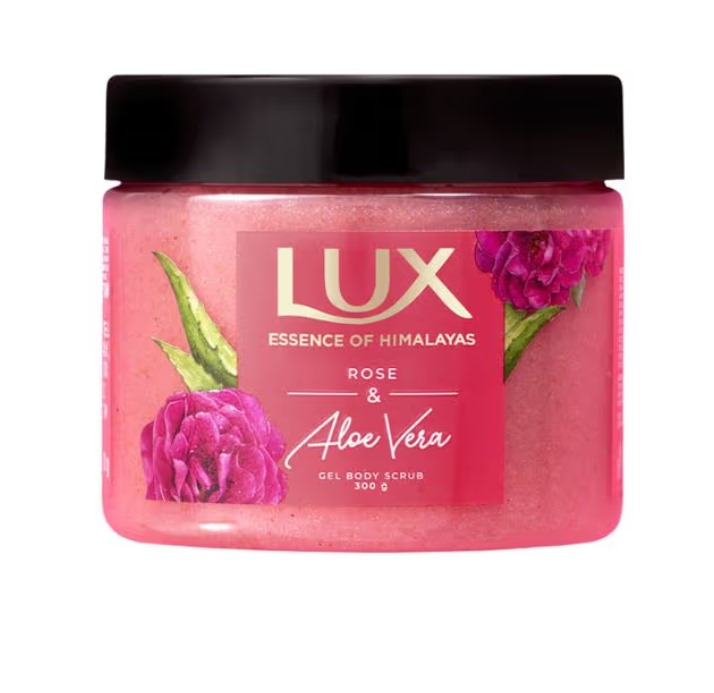 LUX
ESSENCE OF HIMALAYAS
ROSE
&
Aloe Vera
GEL BODY SCRUB
300 g